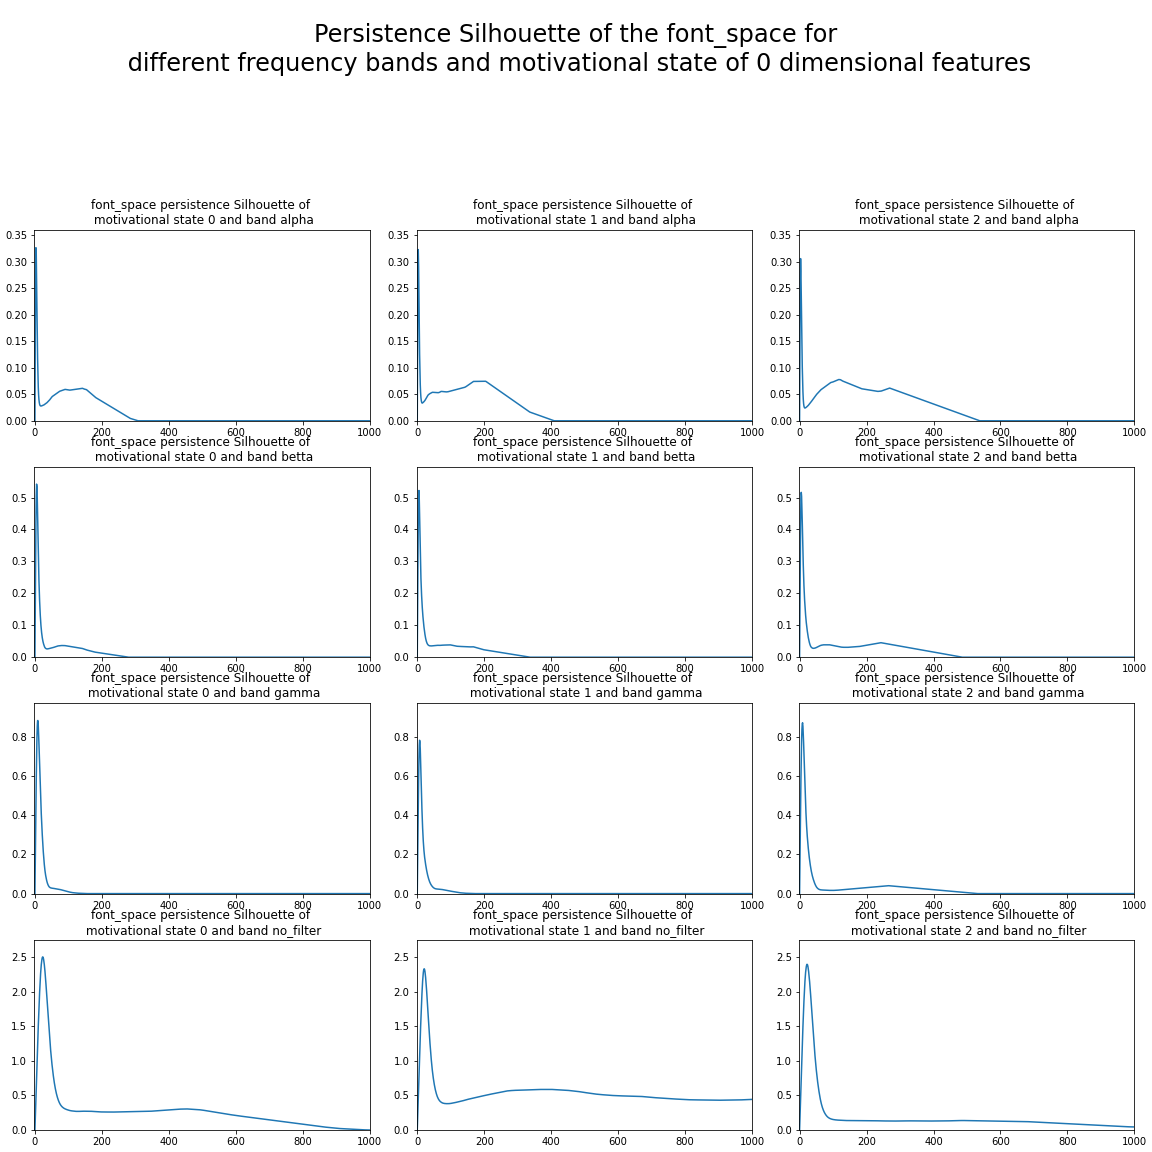 Persistence Silhouette of the font_space for
different frequency bands and motivational state of 0 dimensional features
font_space persistence Silhouette of
motivational state 0 and band alpha
0.35
0.30
0.25
0.20
0.15
0.10
0.05
0.00
0 200 400 600 800 1000
font_space persistence Silhouette of
motivational state 1 and band alpha
0.35
0.30
0.25
0.20
0.15
0.10
0.05
0.00
0 200 400 600 800 1000
font_space persistence Silhouette of
motivational state 2 and band alpha
0.35
0.30
0.25
0.20
0.15
0.10
0.05
0.00
0 200 400 600 800 1000
font_space persistence Silhouette of
motivational state 0 and band betta
0.5
0.4
0.3
0.2
0.1
0.0
0 200 400 600 800 1000
font_space persistence Silhouette of
motivational state 1 and band betta
0.5
0.4
0.3
0.2
0.1
0.0
0 200 400 600 800 1000
font_space persistence Silhouette of
motivational state 2 and band betta
0.5
0.4
0.3
0.2
0.1
0.0
0 200 400 600 800 1000
font_space persistence Silhouette of
motivational state 0 and band gamma
0.8
0.6
0.4
0.2
0.0
0 200 400 600 800 1000
font_space persistence Silhouette of
motivational state 1 and band gamma
0.8
0.6
0.4
0.2
0.0
0 200 400 600 800 1000
font_space persistence Silhouette of
motivational state 2 and band gamma
0.8
0.6
0.4
0.2
0.0
0 200 400 600 800 1000
font_space persistence Silhouette of
motivational state 0 and band no_filter
2.5
2.0
1.5
1.0
0.5
0.0
0 200 400 600 800 1000
font_space persistence Silhouette of
motivational state 1 and band no_filter
2.5
2.0
1.5
1.0
0.5
0.0
0 200 400 600 800 1000
font_space persistence Silhouette of
motivational state 2 and band no_filter
2.5
2.0
1.5
1.0
0.5
0.0
0 200 400 600 800 1000